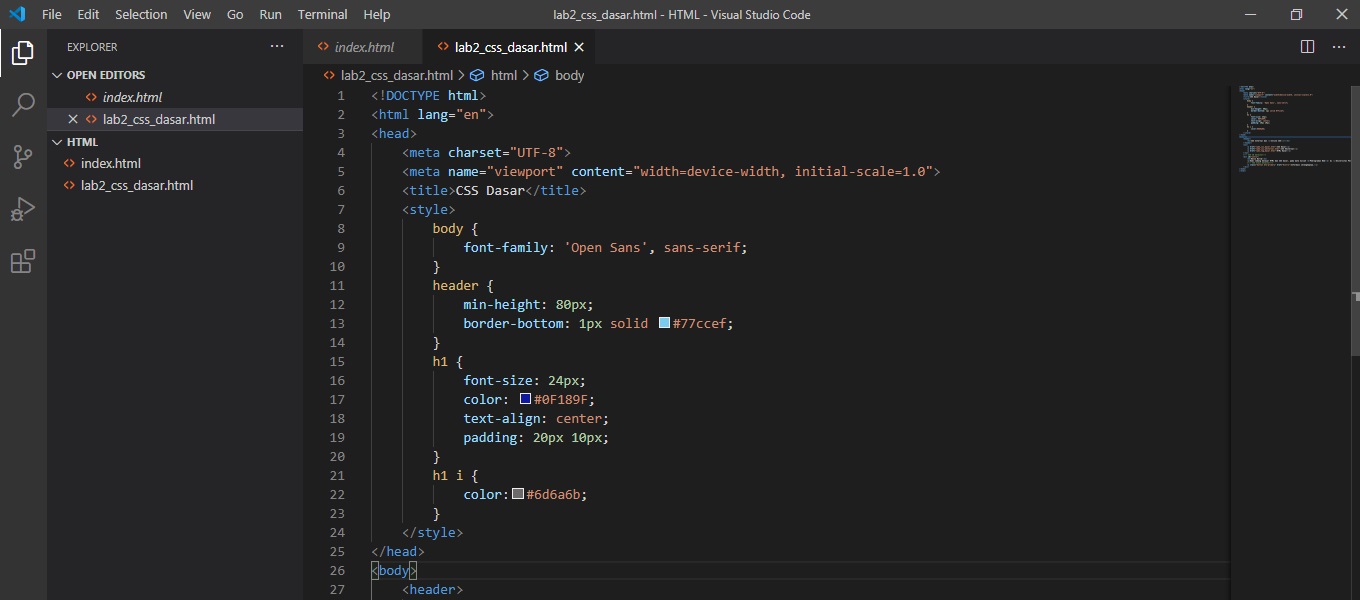 File Edit Selection View Go Run Terminal Help lab2_css_dasar.html - HTML - Visual Studio Code
EXPLORER
OPEN EDITORS
index.html
lab2_css_dasar.html
HTML
index.html
lab2_css_dasar.html
index.html lab2_css_dasar.html
lab2_css_dasar.html > html > body
1 <!DOCTYPE html>
2 <html lang="en">
3 <head>
4 <meta charset="UTF-8">
5 <meta name="viewport" content="width=device-width, initial-scale=1.0">
6 <title>CSS Dasar</title>
7 <style>
8 body {
9 font-family: 'Open Sans', sans-serif;
10 }
11 header {
12 min-height: 80px;
13 border-bottom: 1px solid #77ccef;
14 }
15 h1 {
16 font-size: 24px;
17 color: #0F189F;
18 text-align: center;
19 padding: 20px 10px;
20 }
21 h1 i {
22 color:#6d6a6b;
23 }
24 </style>
25 </head>
26 <body>
27 <header>